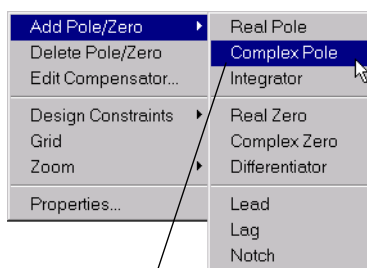 Add Pole/Zero
Delete Pole/Zero
Edit Compensator...
Design Constraints
Grid
Zoom
Properties...
Real Pole
Complex Pole
Integrator
Real Zero
Complex Zero
Differentiator
Lead
Lag
Notch